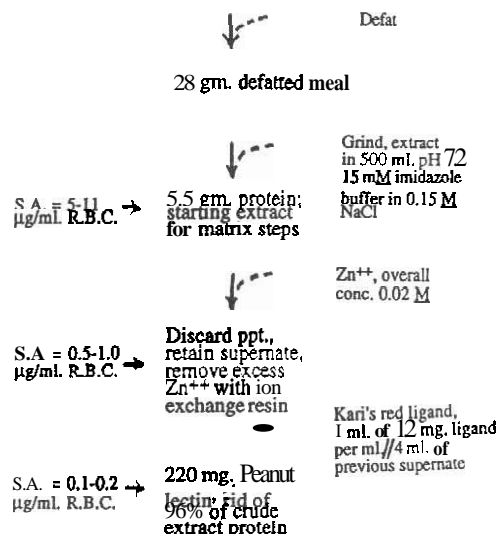 Defat
28 gm. defatted meal
Grind, extract
in 500 ml. pH 72
15 mM imidazole
buffer in 0.15 M
NaCl
S.A. = 5-11
µg/ml. R.B.C.
5.5 gm. protein;
starting extract
for matrix steps
Zn++, overall
conc. 0.02 M
S.A = 0.5-1.0
µg/ml. R.B.C.
Discard ppt.,
retain supernate,
remove excess
Zn++ with ion
exchange resin
Kari's red ligand,
1 ml. of 12 mg. ligand
per ml//4 ml. of
previous supernate
S.A. = 0.1-0.2
µg/ml. R.B.C.
220 mg. Peanut
lectin, rid of
96% of crude
extract protein